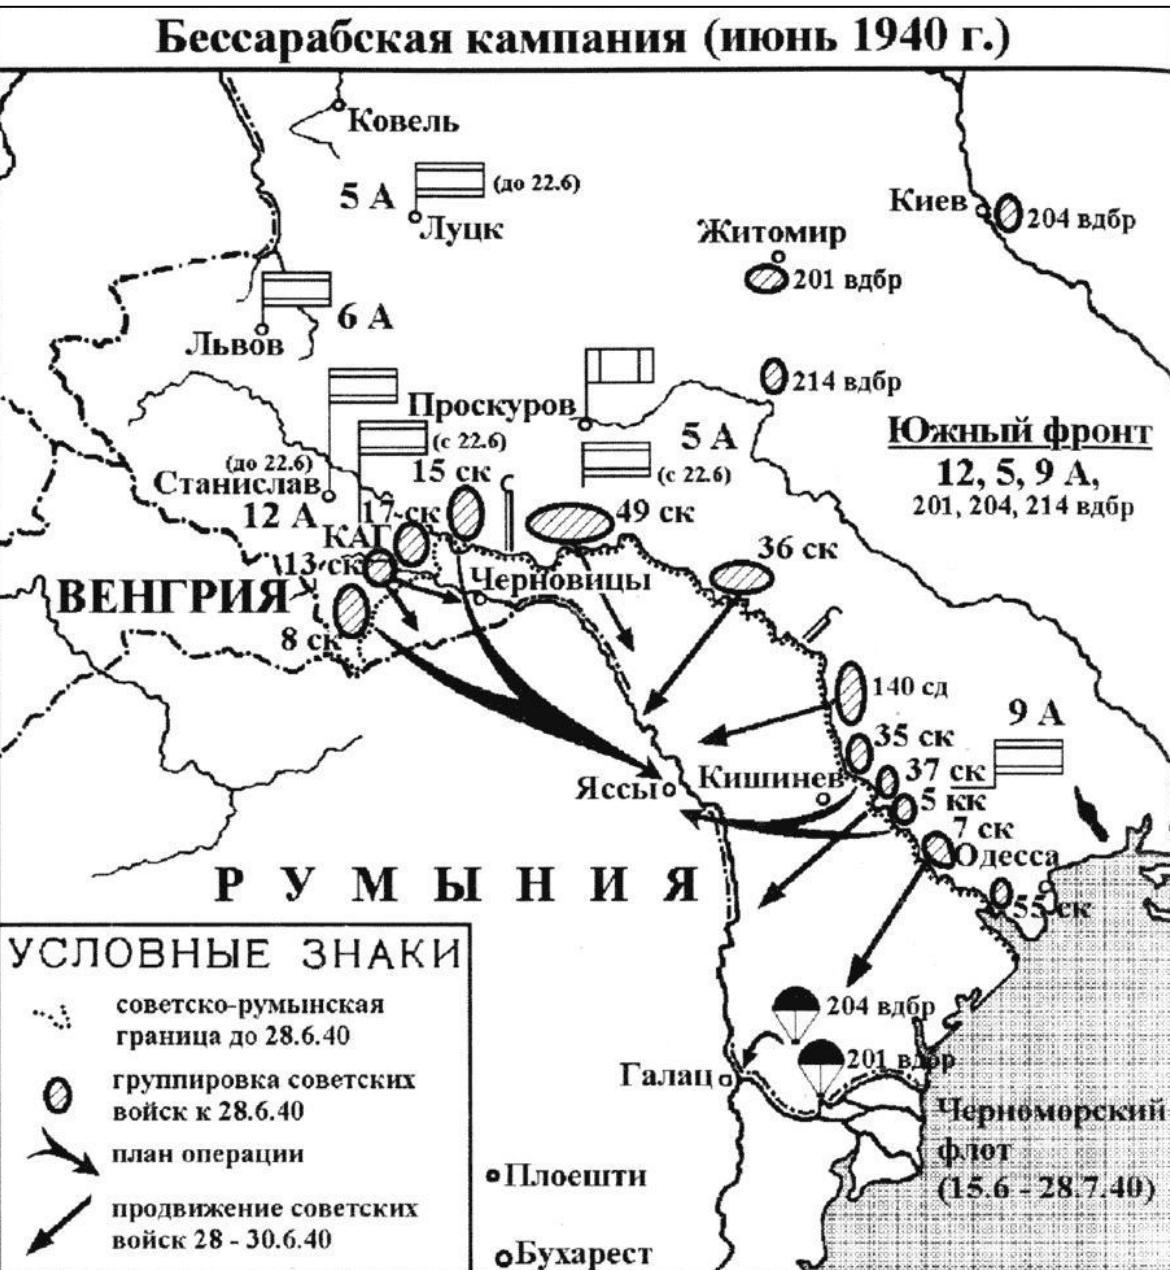 Бессарабская кампания (июнь 1940 г.)
Ковель
5 А
(до 22.6)
Луцк
Киев
204 вдбр
Житомир
201 вдбр
6 А
Львов
214 вдбр
Проскуров
(с 22.6)
5 А
(с 22.6)
Южный фронт
12, 5, 9 А,
201, 204, 214 вдбр
(до 22.6)
Станислав
12 А
15 ск
17 ск
49 ск
КАГ
13 ск
36 ск
Черновицы
ВЕНГРИЯ
8 ск
140 сд
9 А
35 ск
37 ск
Кишинев
Яссы
5 кк
7 ск
Одесса
55 ск
РУМЫНИЯ
204 вдбр
201 вдбр
Галац
Черноморский
флот
(15.6 - 28.7.40)
Плоешти
Бухарест
УСЛОВНЫЕ ЗНАКИ
советско-румынская
граница до 28.6.40
группировка советских
войск к 28.6.40
план операции
продвижение советских
войск 28 - 30.6.40